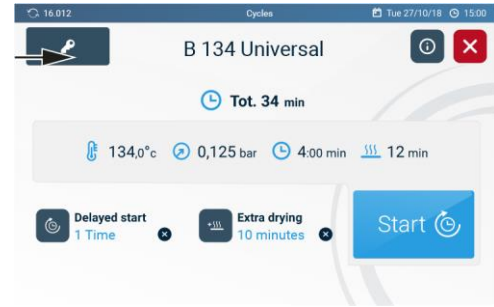 16.012 Cycles Tue 27/10/18 15:00
B 134 Universal
Tot. 34 min
134,0°c 0,125 bar 4:00 min 12 min
Delayed start Extra drying Start
1 Time 10 minutes